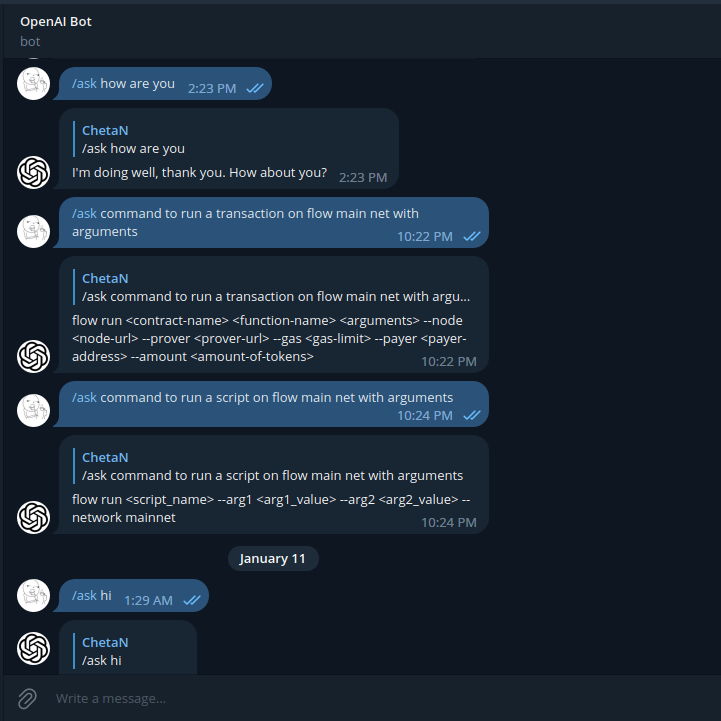 OpenAI Bot
bot
/ask how are you 2:23 PM
ChetaN
/ask how are you
I'm doing well, thank you. How about you? 2:23 PM
/ask command to run a transaction on flow main net with
arguments 10:22 PM
ChetaN
/ask command to run a transaction on flow main net with argu...
flow run <contract-name> <function-name> <arguments> --node
<node-url> --prover <prover-url> --gas <gas-limit> --payer <payer-
address> --amount <amount-of-tokens> 10:22 PM
/ask command to run a script on flow main net with arguments
10:24 PM
ChetaN
/ask command to run a script on flow main net with arguments
flow run <script_name> --arg1 <arg1_value> --arg2 <arg2_value> --
network mainnet 10:24 PM
January 11
/ask hi 1:29 AM
ChetaN
/ask hi
Write a message...